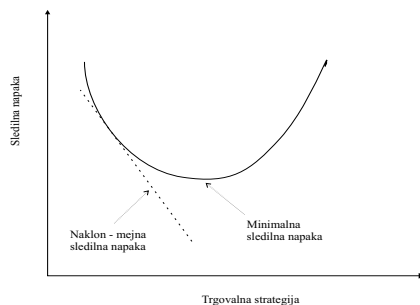 Sledilna napaka
Naklon - mejna
sledilna napaka
Minimalna
sledilna napaka
Trgovalna strategija